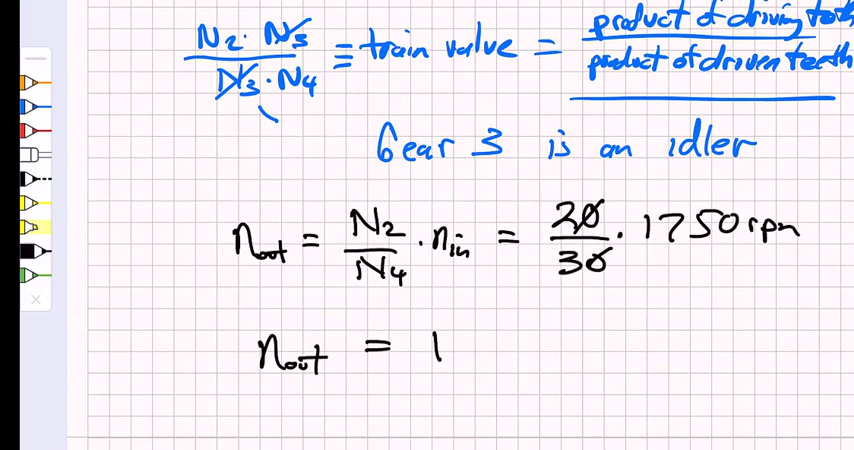 N2 · N3 / N3 · N4 ≡ train value = product of driving teeth / product of driven teeth
Gear 3 is an idler
nout = N2 / N4 · nin = 20 / 30 · 1750 rpm
nout = 1